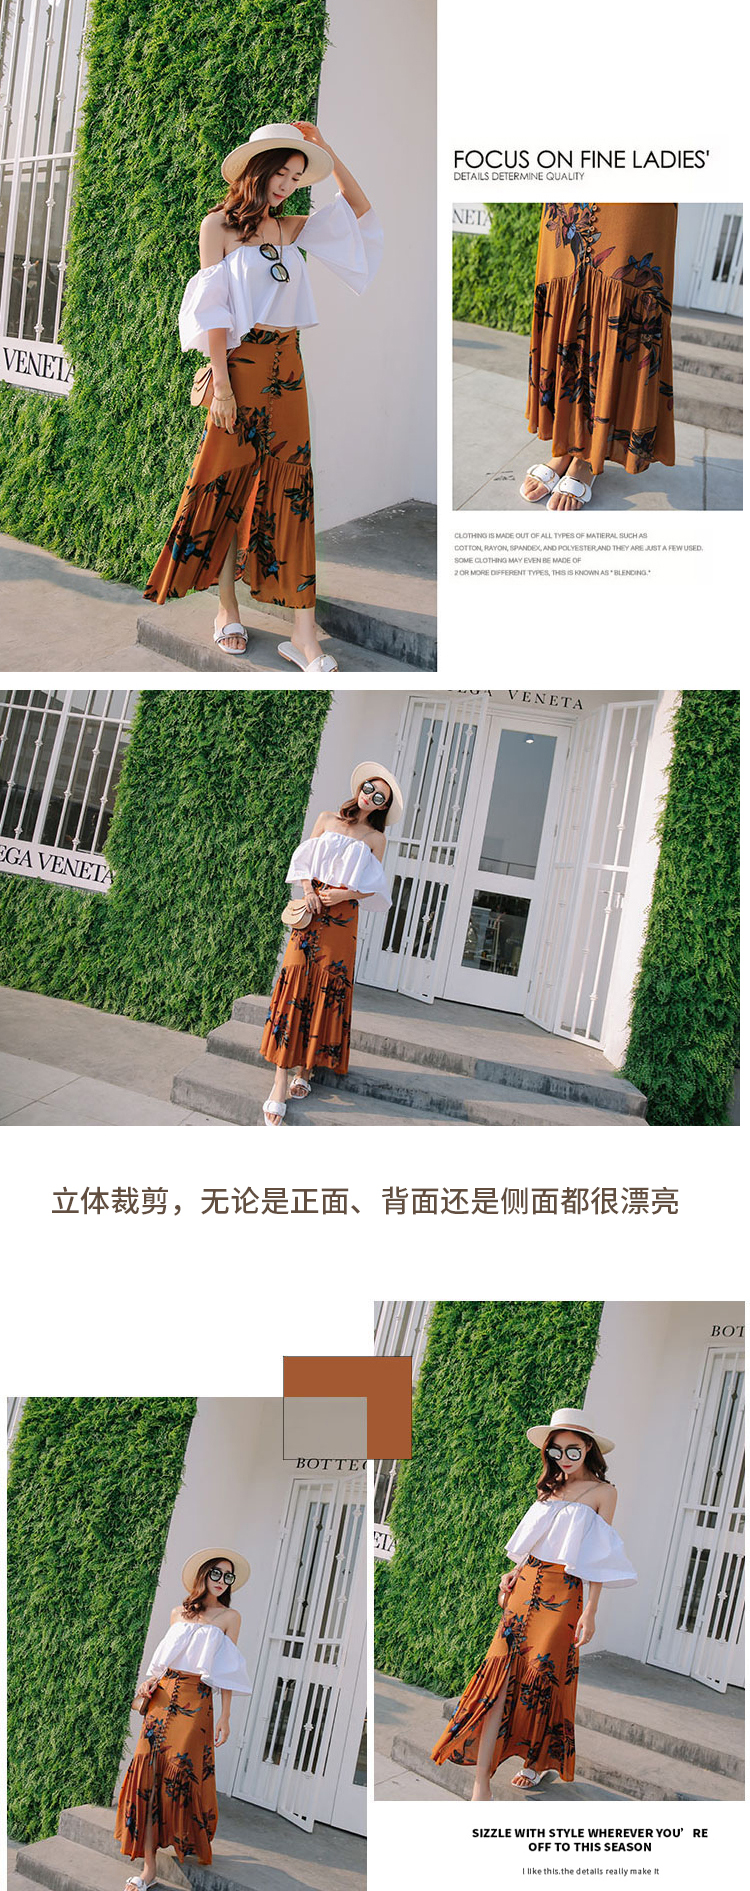 FOCUS ON FINE LADIES'
DETAILS DETERMINE QUALITY
VENETA
NETA
CLOTHING IS MADE OUT OF ALL TYPES OF MATIERAL SUCH AS
COTTON, RAYON, SPANDEX, AND POLYESTER,AND THEY ARE JUST A FEW USED.
SOME CLOTHING MAY EVEN BE MADE OF
2 OR MORE DIFFERENT TYPES, THIS IS KNOWN AS " BLENDING."
EGA VENETA
EGA VENETA
立体裁剪，无论是正面、背面还是侧面都很漂亮
BOT
BOTTEG
ETA
SIZZLE WITH STYLE WHEREVER YOU’RE
OFF TO THIS SEASON
I like this.the details really make it